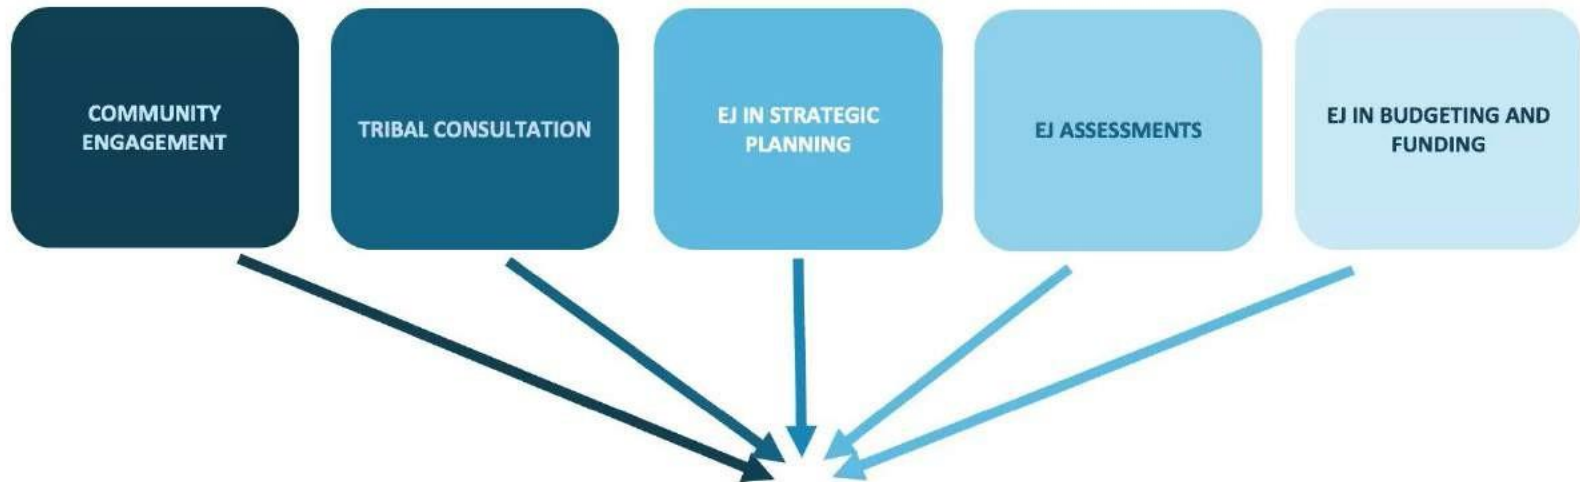 COMMUNITY
ENGAGEMENT
TRIBAL CONSULTATION
EJ IN STRATEGIC
PLANNING
EJ ASSESSMENTS
EJ IN BUDGETING AND
FUNDING